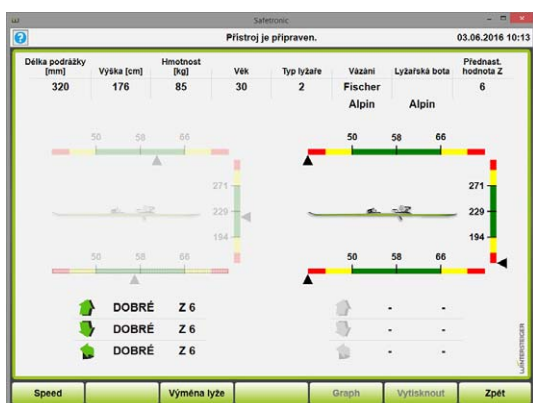 Safetronic
Přístroj je připraven. 03.06.2016 10:13
Délka podrážky [mm] Výška [cm] Hmotnost [kg] Věk Typ lyžaře Vázání Lyžařská bota Přednast. hodnota Z
320 176 85 30 2 Fischer 6
Alpin Alpin
50 58 66 50 58 66
271 271
229 229
194 194
50 58 66 50 58 66
DOBRÉ Z 6 - -
DOBRÉ Z 6 - -
DOBRÉ Z 6 - -
WINTERSTEIGER
Speed Výměna lyže Graph Vytisknout Zpět